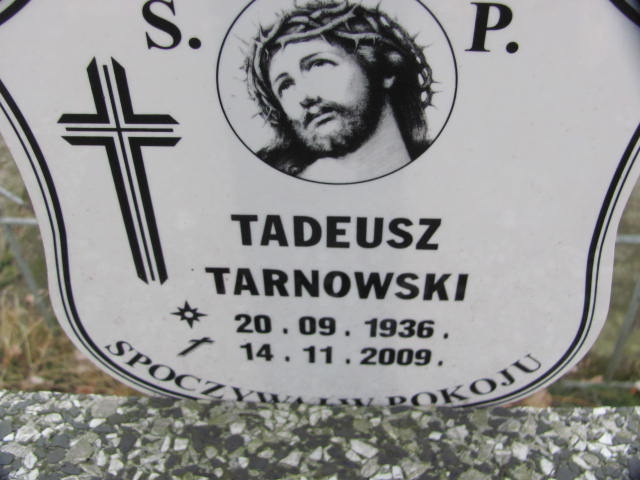 S. P.
TADEUSZ
TARNOWSKI
20.09.1936.
14.11.2009.
SPOCZYWAJ W POKOJU